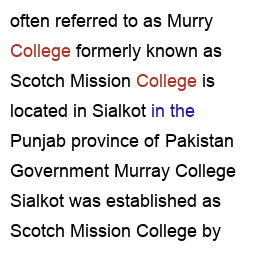 often referred to as Murry
College formerly known as
Scotch Mission College is
located in Sialkot in the
Punjab province of Pakistan
Government Murray College
Sialkot was established as
Scotch Mission College by